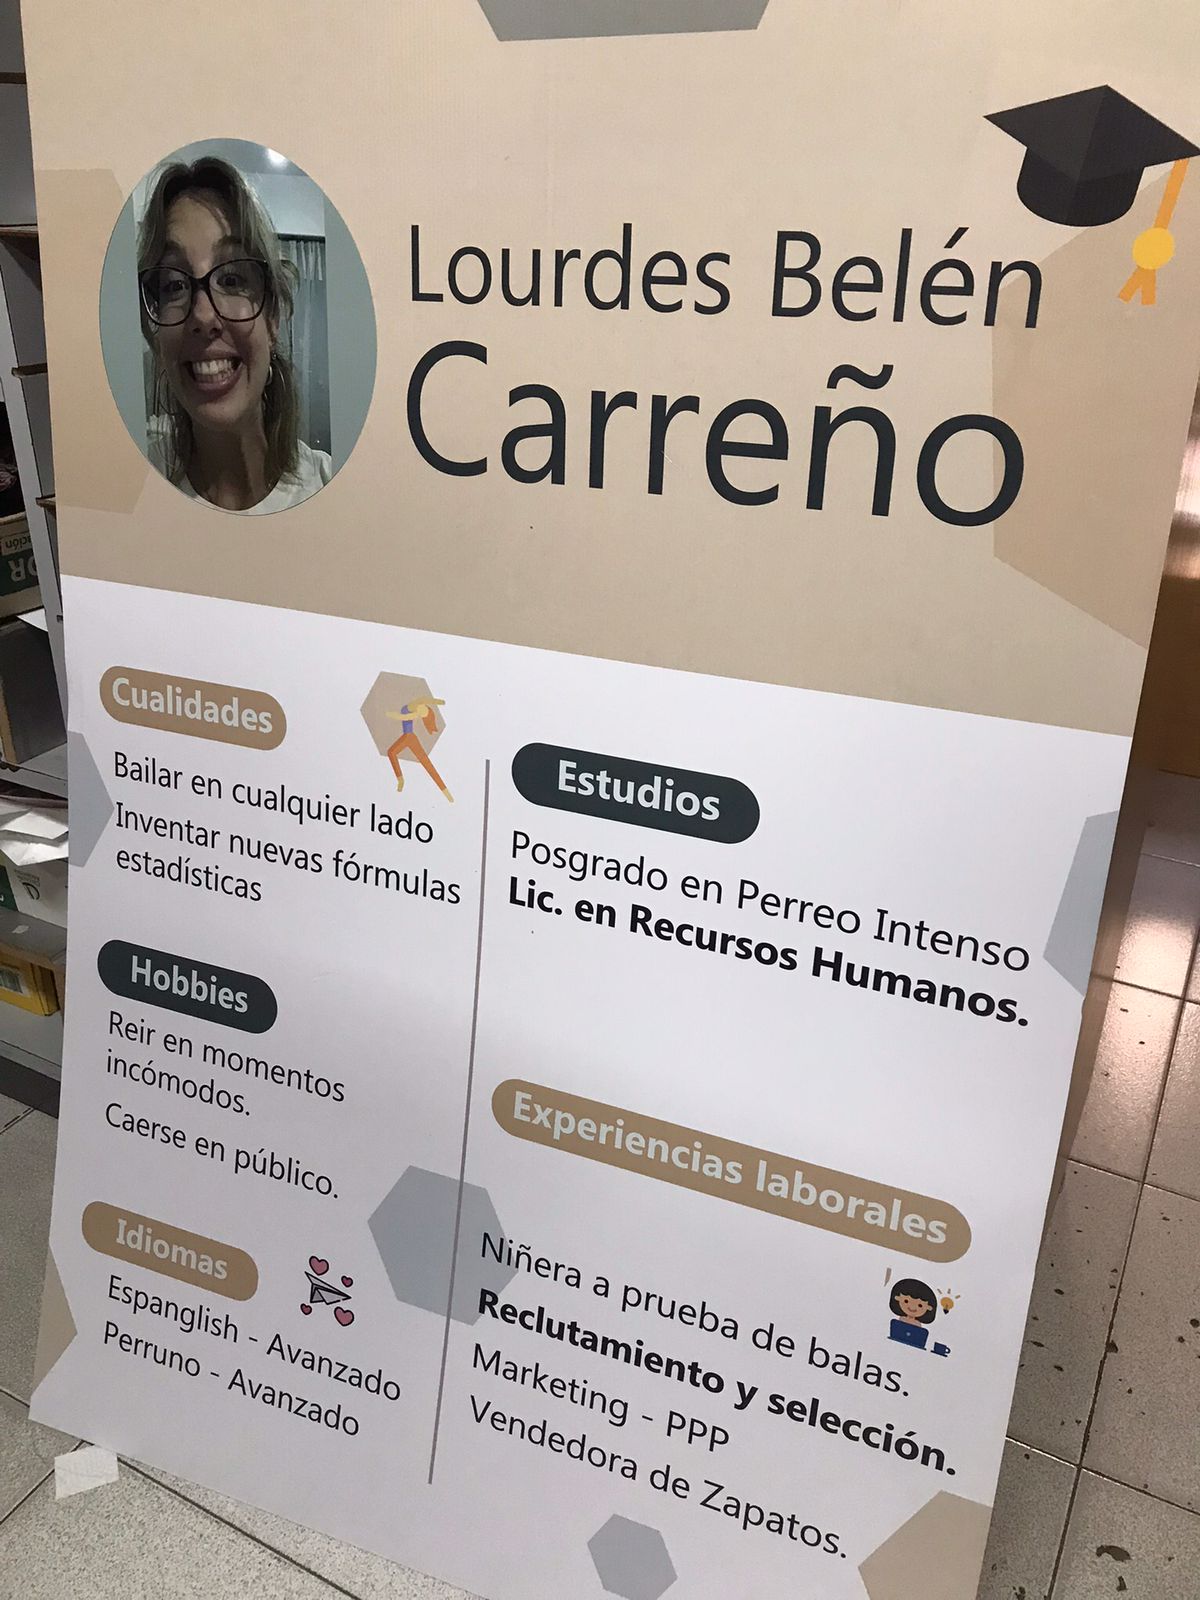 Lourdes Belén
Carreño
Cualidades
Bailar en cualquier lado
Inventar nuevas fórmulas
estadísticas
Hobbies
Reir en momentos
incómodos.
Caerse en público.
Idiomas
Espanglish - Avanzado
Perruno - Avanzado
Estudios
Posgrado en Perreo Intenso
Lic. en Recursos Humanos.
Experiencias laborales
Niñera a prueba de balas.
Reclutamiento y selección.
Marketing - PPP
Vendedora de Zapatos.